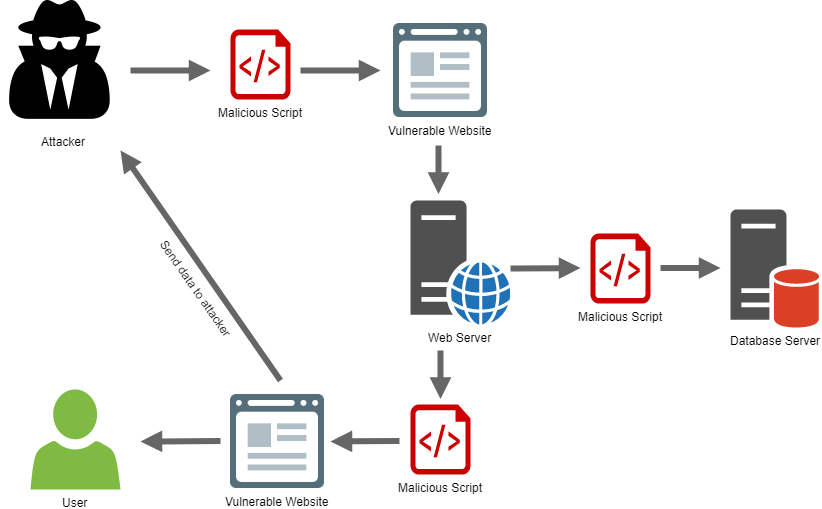 Malicious Script
Vulnerable Website
Attacker
Send data to attacker
Malicious Script
Web Server
Database Server
Malicious Script
User
Vulnerable Website